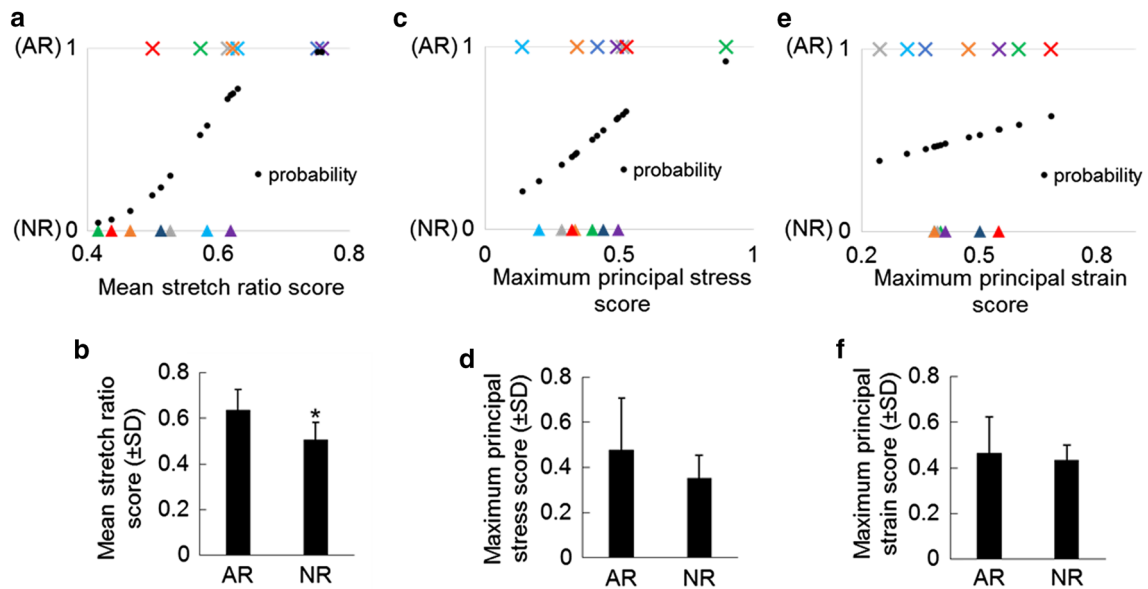 a
(AR) 1
probability
(NR) 0
0.4
0.6
0.8
Mean stretch ratio score
c
(AR) 1
probability
(NR) 0
0
0.5
1
Maximum principal stress
score
e
(AR) 1
probability
(NR) 0
0.2
0.5
0.8
Maximum principal strain
score
b
Mean stretch ratio
score (±SD)
0.8
0.6
0.4
0.2
0
*
AR
NR
d
Maximum principal
stress score (±SD)
0.8
0.6
0.4
0.2
0
AR
NR
f
Maximum principal
strain score (±SD)
0.8
0.6
0.4
0.2
0
AR
NR